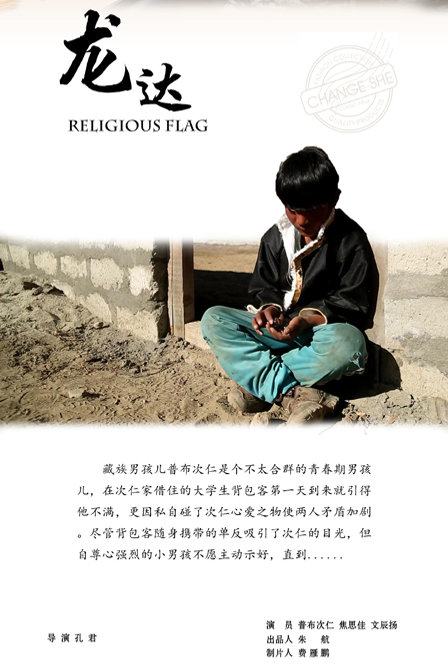 龙达
RELIGIOUS FLAG
CHANGE SHE
藏族男孩儿普布次仁是个不太合群的青春期男孩
儿，在次仁家借住的大学生背包客第一天到来就引得
他不满，更因私自碰了次仁心爱之物使两人矛盾加剧
。尽管背包客随身携带的单反吸引了次仁的目光，但
自尊心强烈的小男孩不愿主动示好，直到......
导 演 孔 君
演 员 普布次仁 焦思佳 文辰扬
出品人 朱 航
制片人 费 雁 鹏